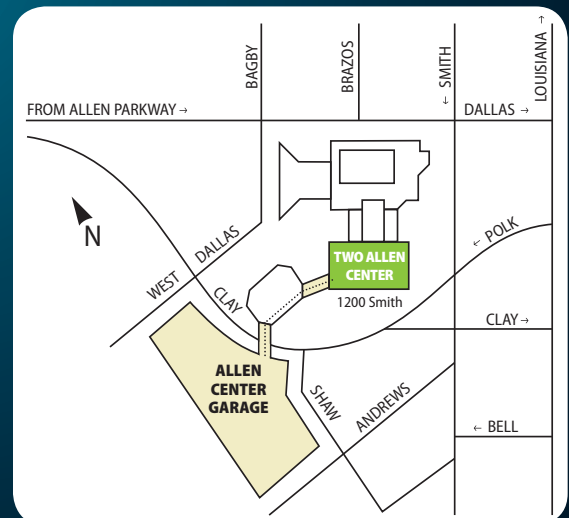 BAGBY
BRAZOS
← SMITH
LOUISIANA →
FROM ALLEN PARKWAY →
DALLAS →
N
WEST DALLAS
← POLK
TWO ALLEN
CENTER
1200 Smith
CLAY
CLAY →
ALLEN
CENTER
GARAGE
SHAW
ANDREWS
← BELL